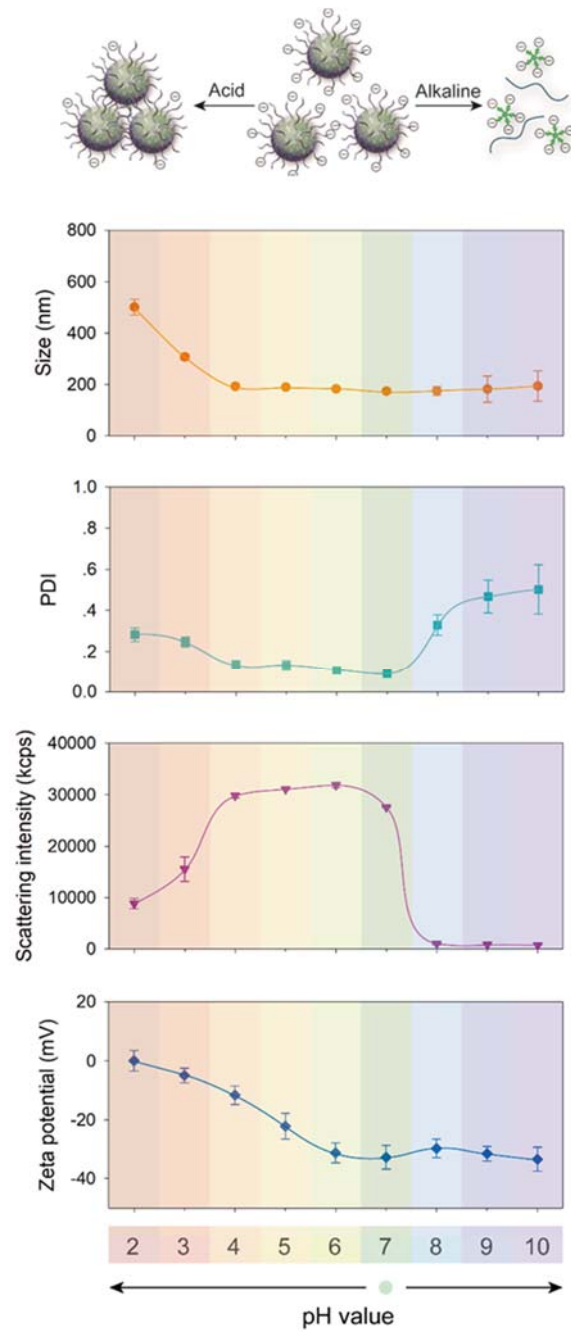 Acid
Alkaline
800
600
400
200
0
Size (nm)
1.0
.8
.6
.4
.2
0.0
PDI
40000
30000
20000
10000
0
Scattering intensity (kcps)
20
0
-20
-40
Zeta potential (mV)
2 3 4 5 6 7 8 9 10
pH value